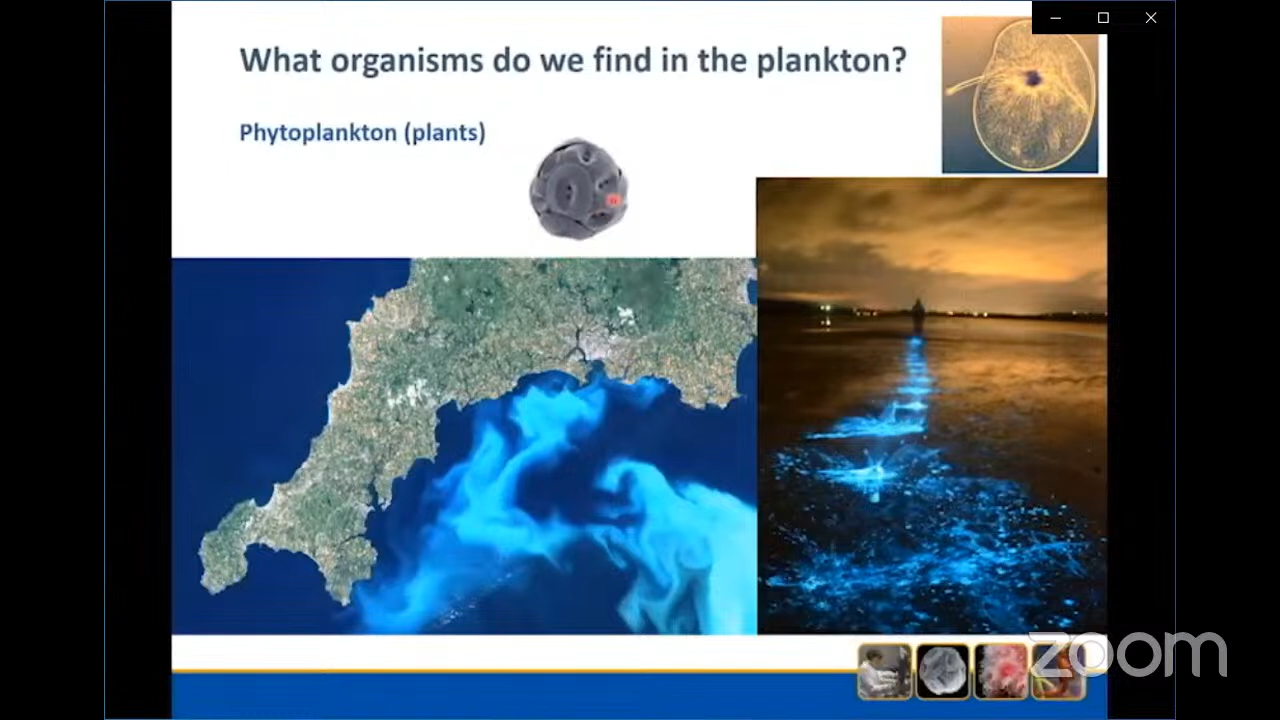 What organisms do we find in the plankton?
Phytoplankton (plants)
zoom